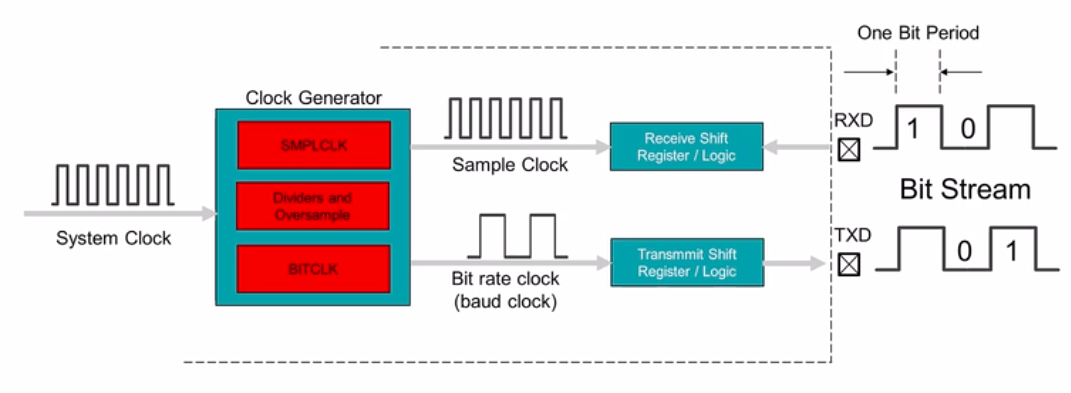 One Bit Period
Clock Generator
SMPLCLK
Dividers and
Oversample
BITCLK
System Clock
Sample Clock
Receive Shift
Register / Logic
RXD
1 0
Bit Stream
Bit rate clock
(baud clock)
Transmmit Shift
Register / Logic
TXD
0 1